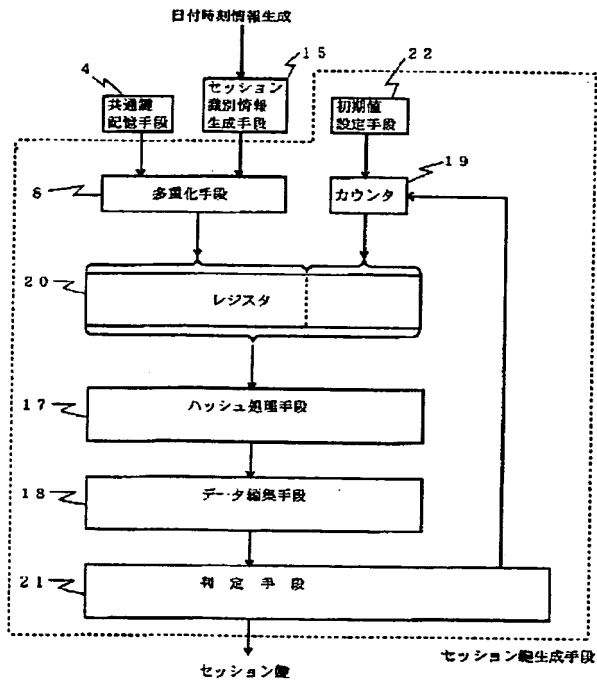 日付時刻情報生成
15
4
22
共通鍵
記憶手段
セッション
識別情報
生成手段
初期値
設定手段
19
6
多重化手段
カウンタ
20
レジスタ
17
ハッシュ処理手段
18
データ編集手段
21
判定手段
セッション鍵生成手段
セッション鍵